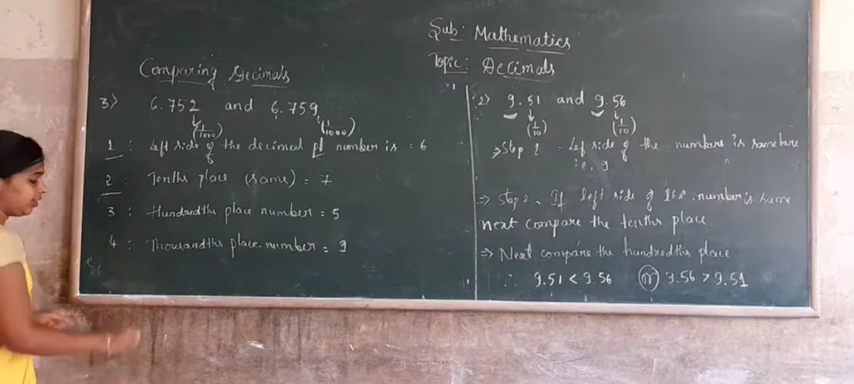 Sub: Mathematics
Topic: Decimals
Comparing Decimals
3) 6.752 and 6.759
(1/1000) (1/1000)
1 : Left side of the decimal pl number is = 6
2 : Tenths place (same) = 7
3 : Hundredths place number = 5
4 : Thousandths place number = 9
2) 9.51 and 9.56
(1/10) (1/10)
⇒ Step 1 - Lef side of the numbers is same here
i.e, 9
⇒ Step 2. If left side of the number is same
next compare the tenths place
⇒ Next compare the hundredths place
∴ 9.51 < 9.56 9.56 > 9.51